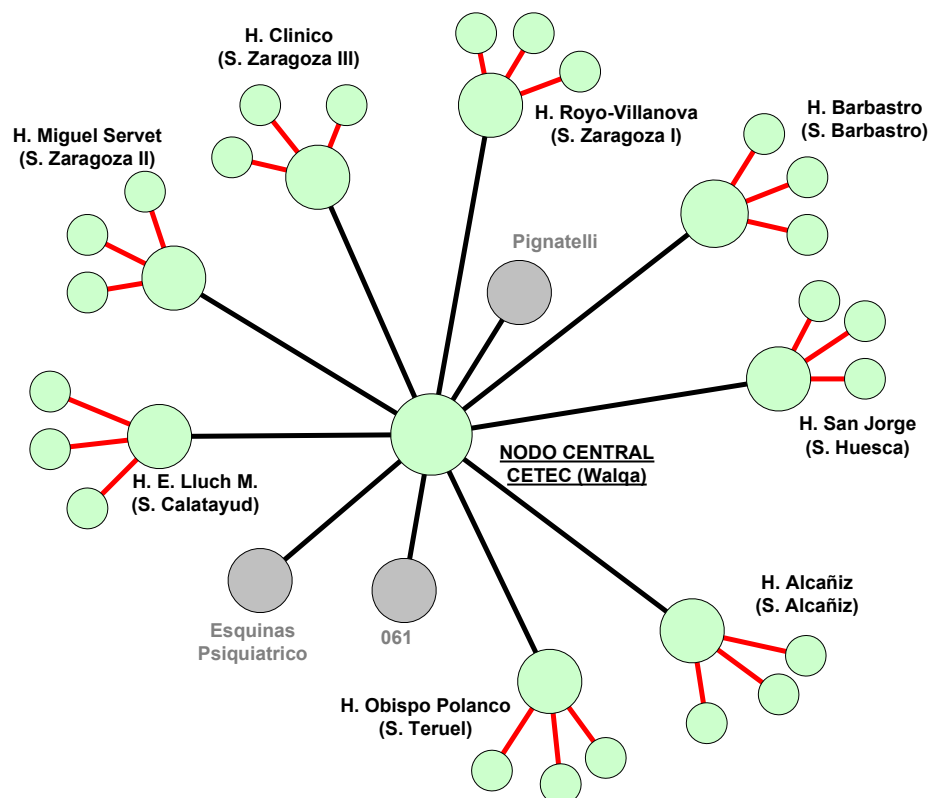 H. Clinico
(S. Zaragoza III)
H. Royo-Villanova
(S. Zaragoza I)
H. Barbastro
(S. Barbastro)
H. Miguel Servet
(S. Zaragoza II)
Pignatelli
H. San Jorge
(S. Huesca)
NODO CENTRAL
CETEC (Walqa)
H. E. Lluch M.
(S. Calatayud)
H. Alcañiz
(S. Alcañiz)
Esquinas
Psiquiatrico
061
H. Obispo Polanco
(S. Teruel)